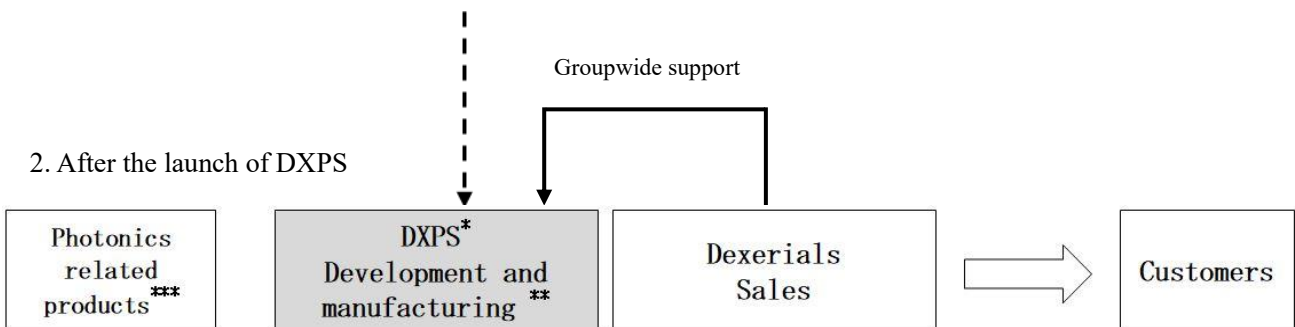 Groupwide support
2. After the launch of DXPS
Photonics
related
products***
DXPS*
Development and
manufacturing **
Dexerials
Sales
Customers